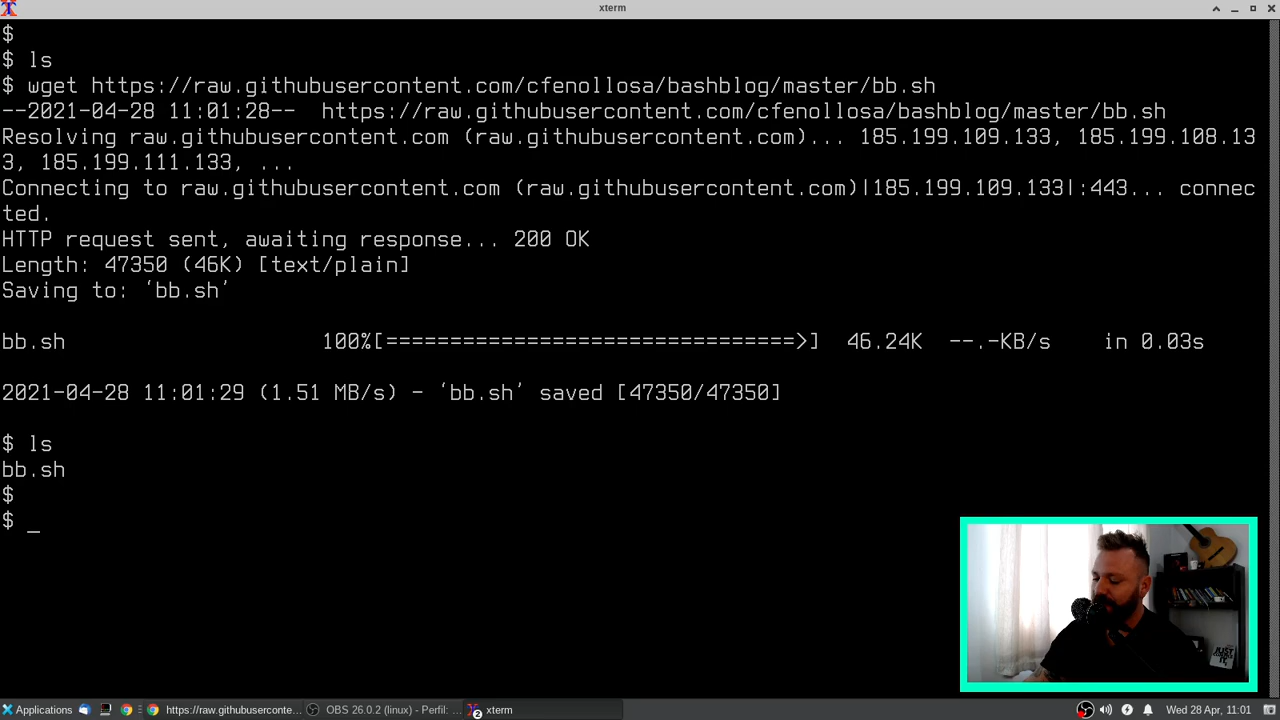 xterm
$
$ ls
$ wget https://raw.githubusercontent.com/cfenollosa/bashblog/master/bb.sh
--2021-04-28 11:01:28--  https://raw.githubusercontent.com/cfenollosa/bashblog/master/bb.sh
Resolving raw.githubusercontent.com (raw.githubusercontent.com)... 185.199.109.133, 185.199.108.13
3, 185.199.111.133, ...
Connecting to raw.githubusercontent.com (raw.githubusercontent.com)|185.199.109.133|:443... connec
ted.
HTTP request sent, awaiting response... 200 OK
Length: 47350 (46K) [text/plain]
Saving to: ‘bb.sh’
bb.sh 100%[================================>] 46.24K --.-KB/s in 0.03s
2021-04-28 11:01:29 (1.51 MB/s) - ‘bb.sh’ saved [47350/47350]
$ ls
bb.sh
$
$ _
JUST
Applications https://raw.githubuserconte... OBS 26.0.2 (linux) - Perfil: ... 2 xterm Wed 28 Apr, 11:01